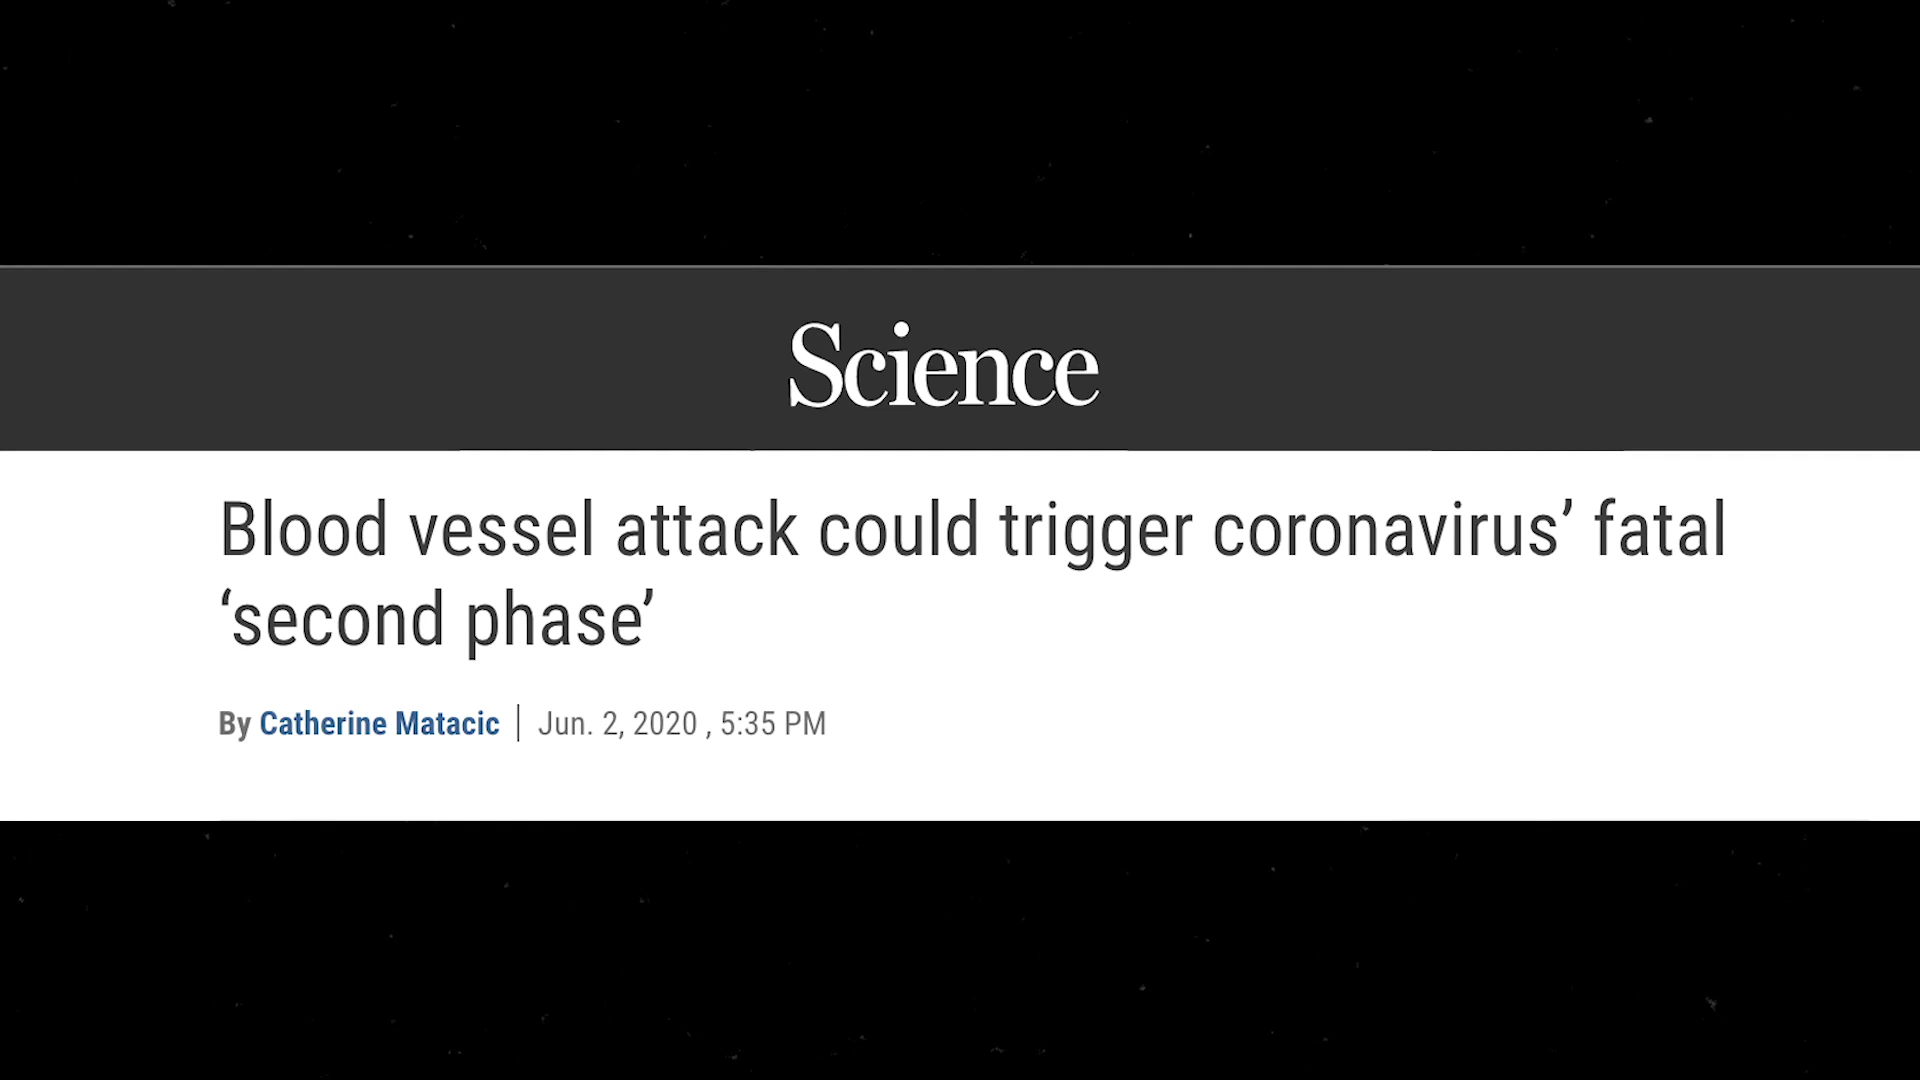 Science
Blood vessel attack could trigger coronavirus’ fatal
‘second phase’
By Catherine Matacic | Jun. 2, 2020 , 5:35 PM